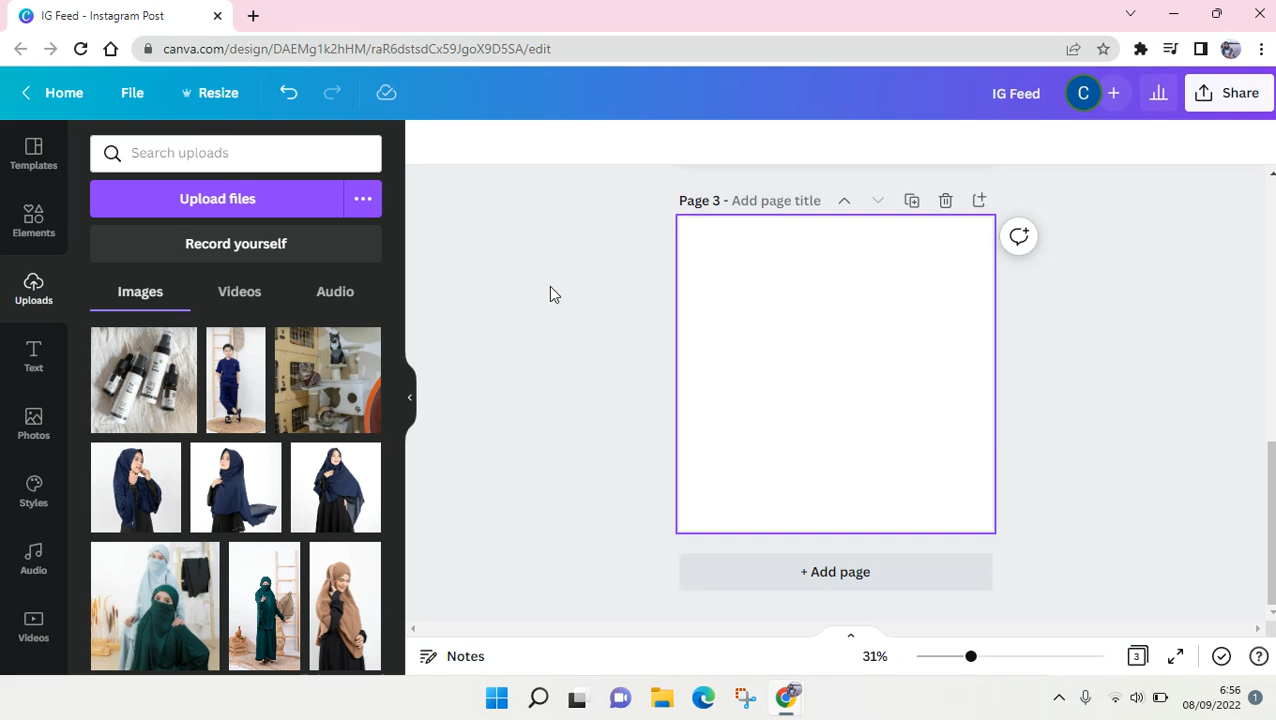 IG Feed - Instagram Post
canva.com/design/DAEMg1k2hHM/raR6dstsdCx59JgoX9D5SA/edit
Home
File
Resize
IG Feed
C
Share
Templates
Elements
Uploads
Text
Photos
Styles
Audio
Videos
Search uploads
Upload files
Record yourself
Images
Videos
Audio
Page 3 - Add page title
+ Add page
Notes
31%
3
6:56
08/09/2022
1